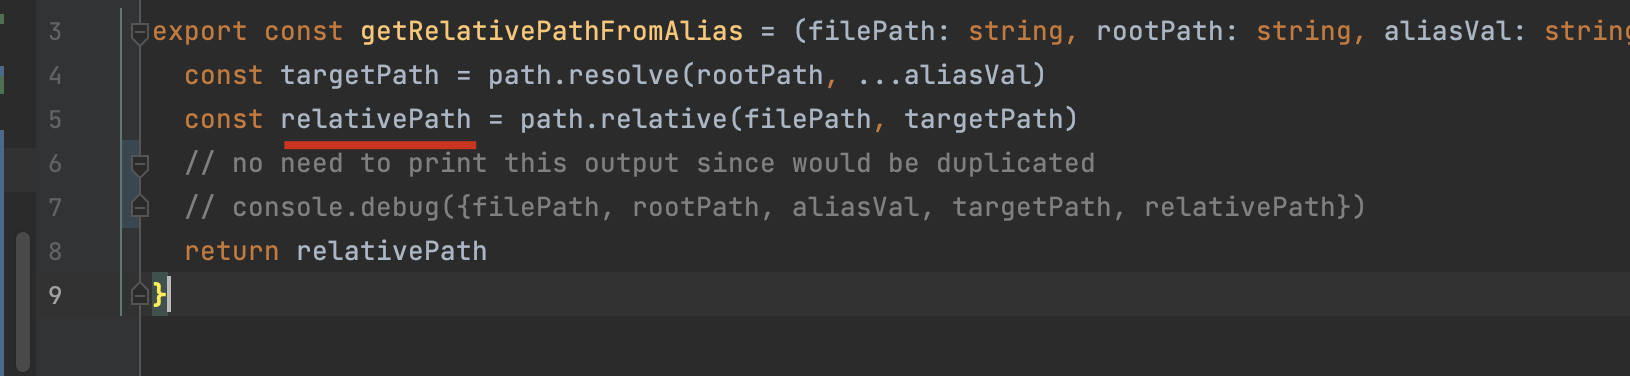 3 export const getRelativePathFromAlias = (filePath: string, rootPath: string, aliasVal: string
4 const targetPath = path.resolve(rootPath, ...aliasVal)
5 const relativePath = path.relative(filePath, targetPath)
6 // no need to print this output since would be duplicated
7 // console.debug({filePath, rootPath, aliasVal, targetPath, relativePath})
8 return relativePath
9 }